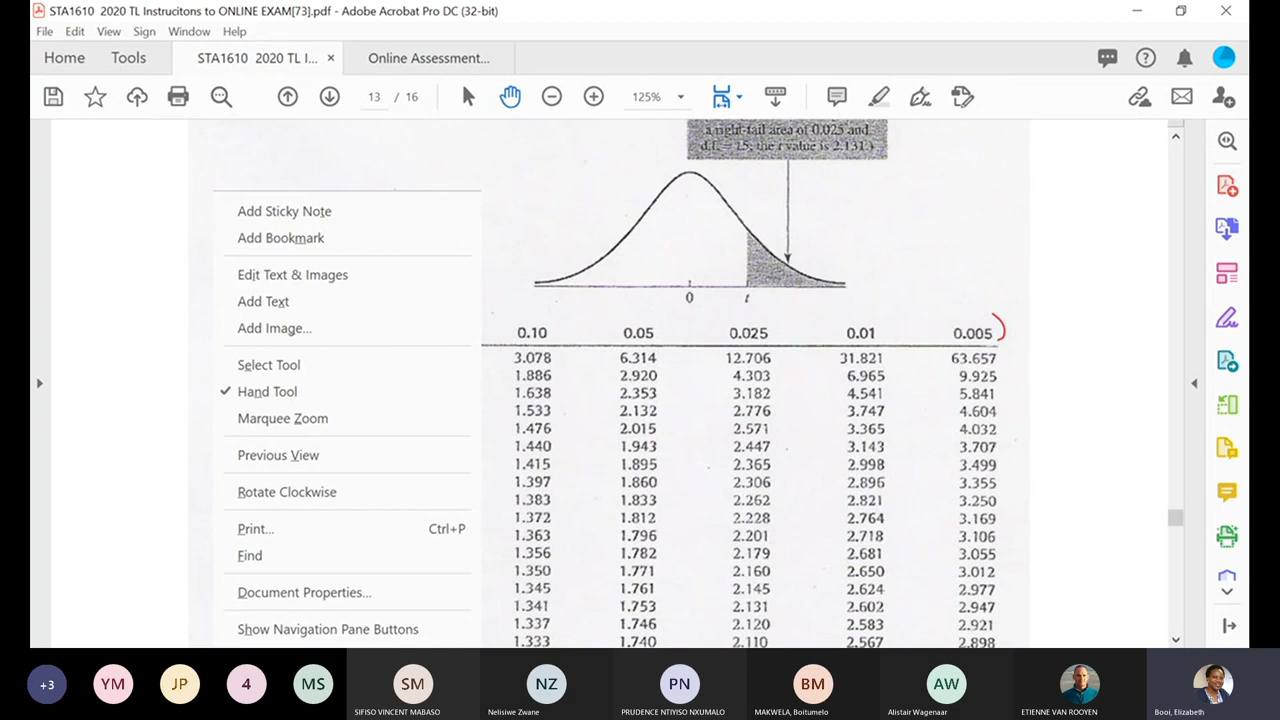 STA1610 2020 TL Instrucitons to ONLINE EXAM[73].pdf - Adobe Acrobat Pro DC (32-bit)
File Edit View Sign Window Help
Home Tools STA1610 2020 TL I... × Online Assessment...
13 / 16 125%
a right-tail area of 0.025 and
d.f. = 15, the t value is 2.131.)
0 t
Add Sticky Note
Add Bookmark
Edit Text & Images
Add Text
Add Image...
Select Tool
Hand Tool
Marquee Zoom
Previous View
Rotate Clockwise
Print... Ctrl+P
Find
Document Properties...
Show Navigation Pane Buttons
0.10 0.05 0.025 0.01 0.005
3.078 6.314 12.706 31.821 63.657
1.886 2.920 4.303 6.965 9.925
1.638 2.353 3.182 4.541 5.841
1.533 2.132 2.776 3.747 4.604
1.476 2.015 2.571 3.365 4.032
1.440 1.943 2.447 3.143 3.707
1.415 1.895 2.365 2.998 3.499
1.397 1.860 2.306 2.896 3.355
1.383 1.833 2.262 2.821 3.250
1.372 1.812 2.228 2.764 3.169
1.363 1.796 2.201 2.718 3.106
1.356 1.782 2.179 2.681 3.055
1.350 1.771 2.160 2.650 3.012
1.345 1.761 2.145 2.624 2.977
1.341 1.753 2.131 2.602 2.947
1.337 1.746 2.120 2.583 2.921
1.333 1.740 2.110 2.567 2.898
+3 YM JP 4 MS SM NZ PN BM AW
SIFISO VINCENT MABASO Nelisiwe Zwane PRUDENCE NTIYISO NXUMALO MAKWELA, Boitumelo Alistair Wagenaar ETIENNE VAN ROOYEN Booi, Elizabeth